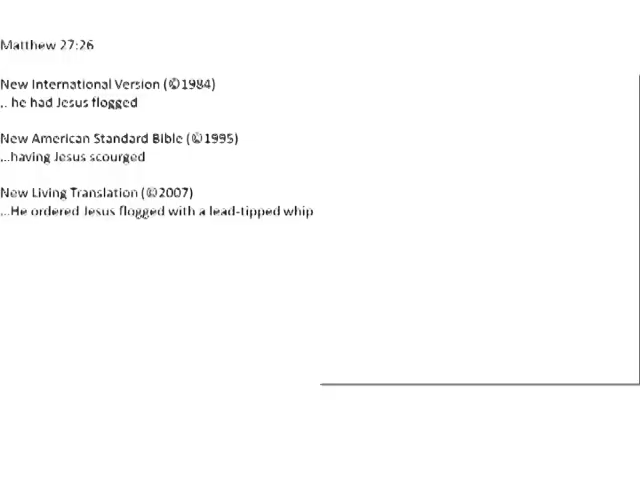 Matthew 27:26
New International Version (©1984)
.. he had Jesus flogged
New American Standard Bible (©1995)
...having Jesus scourged
New Living Translation (©2007)
...He ordered Jesus flogged with a lead-tipped whip